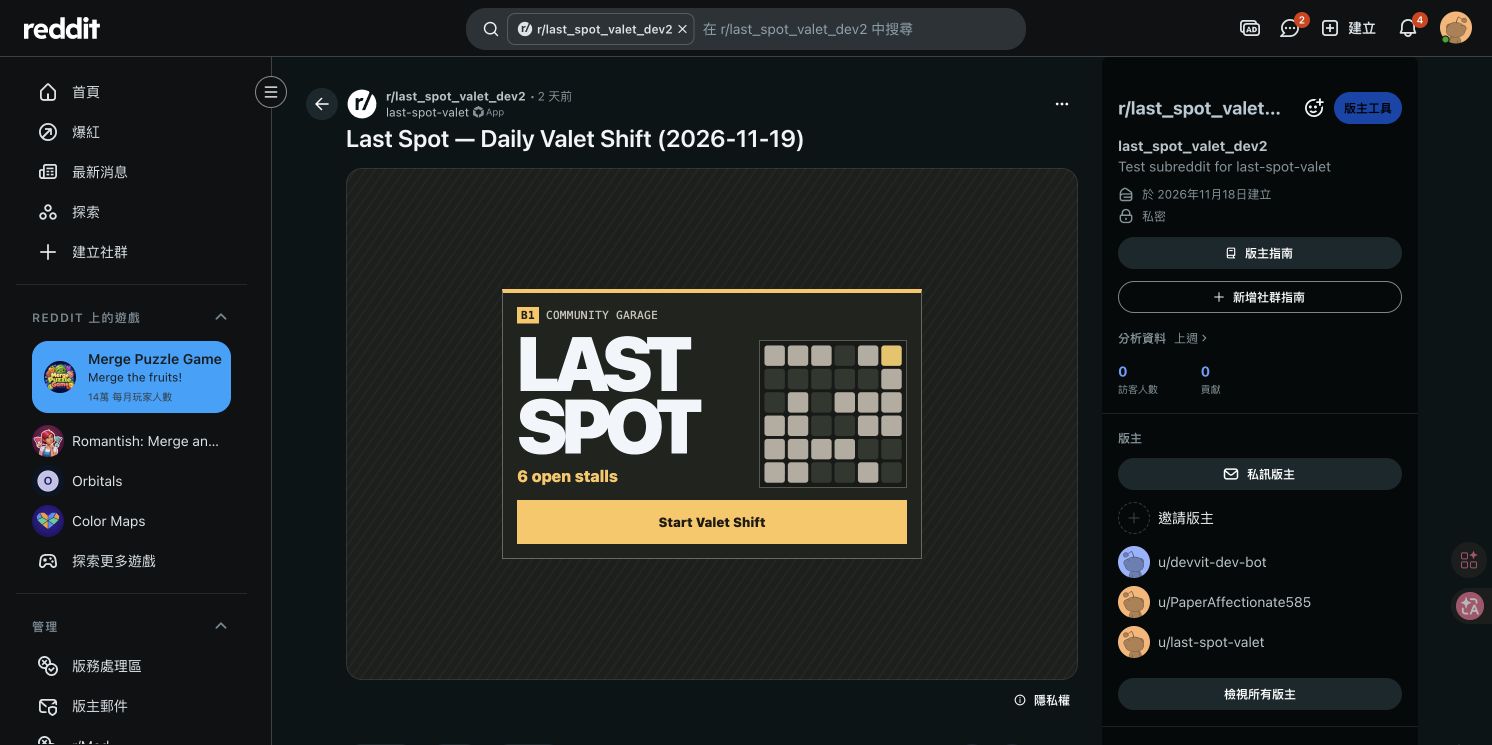 reddit
r/last_spot_valet_dev2
在 r/last_spot_valet_dev2 中搜尋
AD
2
建立
4
首頁
爆紅
最新消息
探索
建立社群
REDDIT 上的遊戲
Merge Puzzle Game
Merge the fruits!
14萬 每月玩家人數
Romantish: Merge an...
Orbitals
Color Maps
探索更多遊戲
管理
版務處理區
版主郵件
r/
r/last_spot_valet_dev2 • 2 天前
last-spot-valet App
Last Spot — Daily Valet Shift (2026-11-19)
B1 COMMUNITY GARAGE
LAST
SPOT
6 open stalls
Start Valet Shift
隱私權
r/last_spot_valet...
版主工具
last_spot_valet_dev2
Test subreddit for last-spot-valet
於 2026年11月18日建立
私密
版主指南
新增社群指南
分析資料 上週
0 0
訪客人數 貢獻
版主
私訊版主
邀請版主
u/devvit-dev-bot
u/PaperAffectionate585
u/last-spot-valet
檢視所有版主